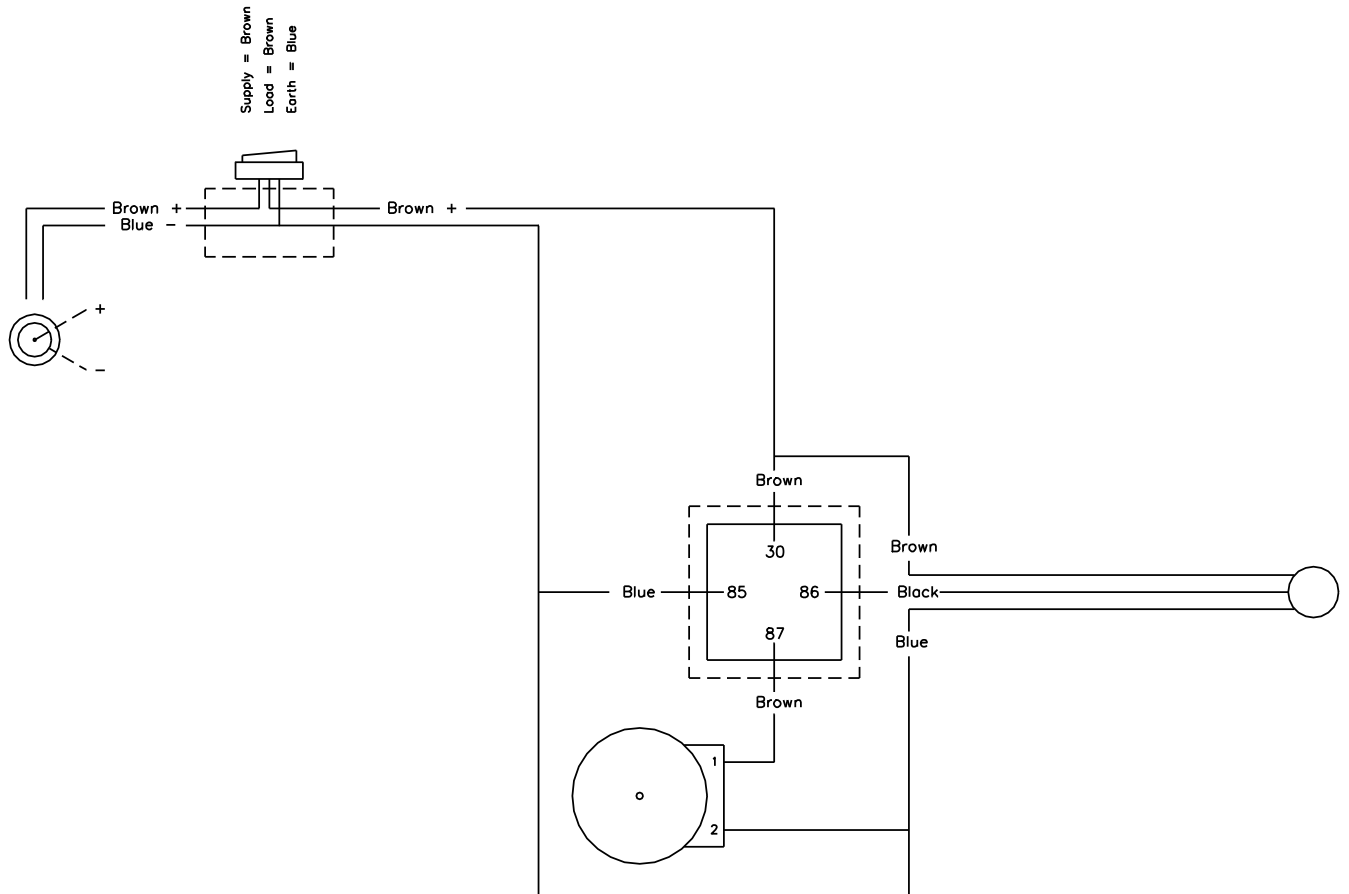 Supply = Brown
Load = Brown
Earth = Blue
Brown +
Brown +
Blue -
+
-
Brown
30
Brown
Blue
85
86
Black
87
Blue
Brown
1
2